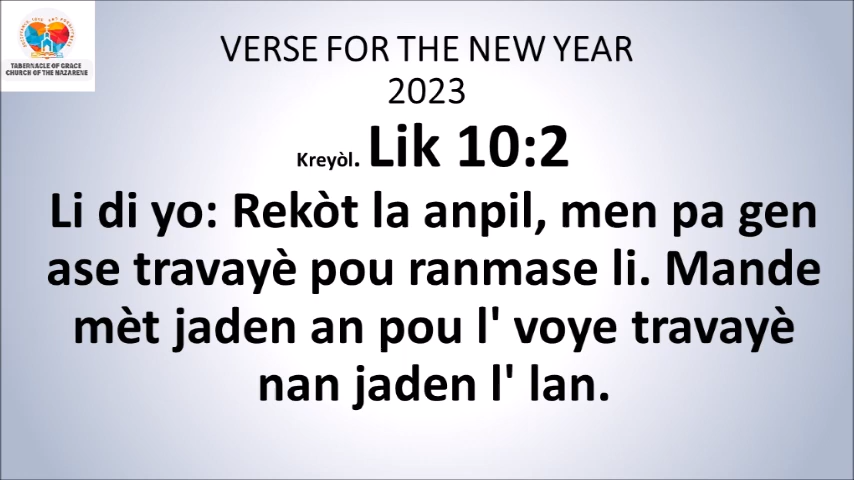 TABERNACLE OF GRACE
CHURCH OF THE NAZARENE
VERSE FOR THE NEW YEAR
2023
Kreyòl. Lik 10:2
Li di yo: Rekòt la anpil, men pa gen
ase travayè pou ranmase li. Mande
mèt jaden an pou l' voye travayè
nan jaden l' lan.